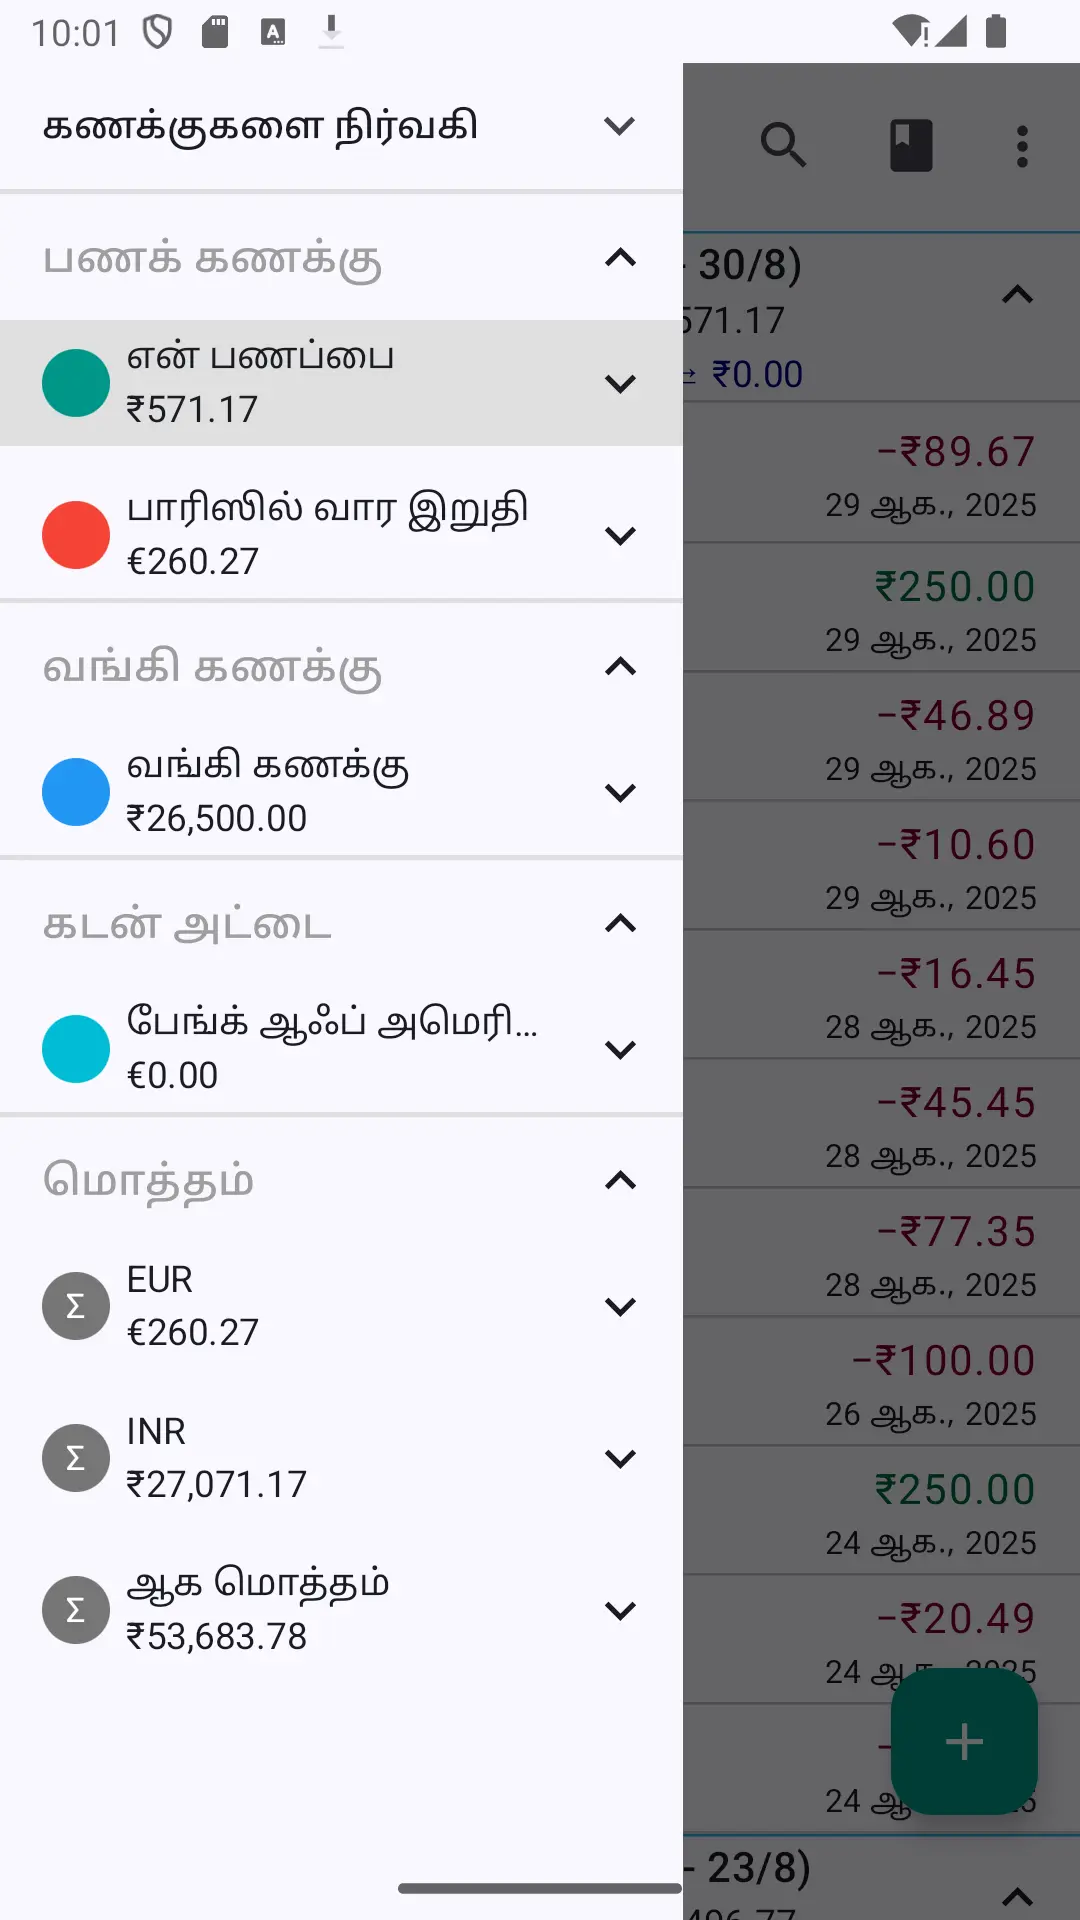 10:01
கணக்குகளை நிர்வகி
பணக் கணக்கு
என் பணப்பை
₹571.17
பாரிஸில் வார இறுதி
€260.27
வங்கி கணக்கு
வங்கி கணக்கு
₹26,500.00
கடன் அட்டை
பேங்க் ஆஃப் அமெரி…
€0.00
மொத்தம்
Σ EUR
€260.27
Σ INR
₹27,071.17
Σ ஆக மொத்தம்
₹53,683.78
- 30/8)
571.17
⇄ ₹0.00
−₹89.67
29 ஆக., 2025
₹250.00
29 ஆக., 2025
−₹46.89
29 ஆக., 2025
−₹10.60
29 ஆக., 2025
−₹16.45
28 ஆக., 2025
−₹45.45
28 ஆக., 2025
−₹77.35
28 ஆக., 2025
−₹100.00
26 ஆக., 2025
₹250.00
24 ஆக., 2025
−₹20.49
24 ஆக., 2025
24
- 23/8)